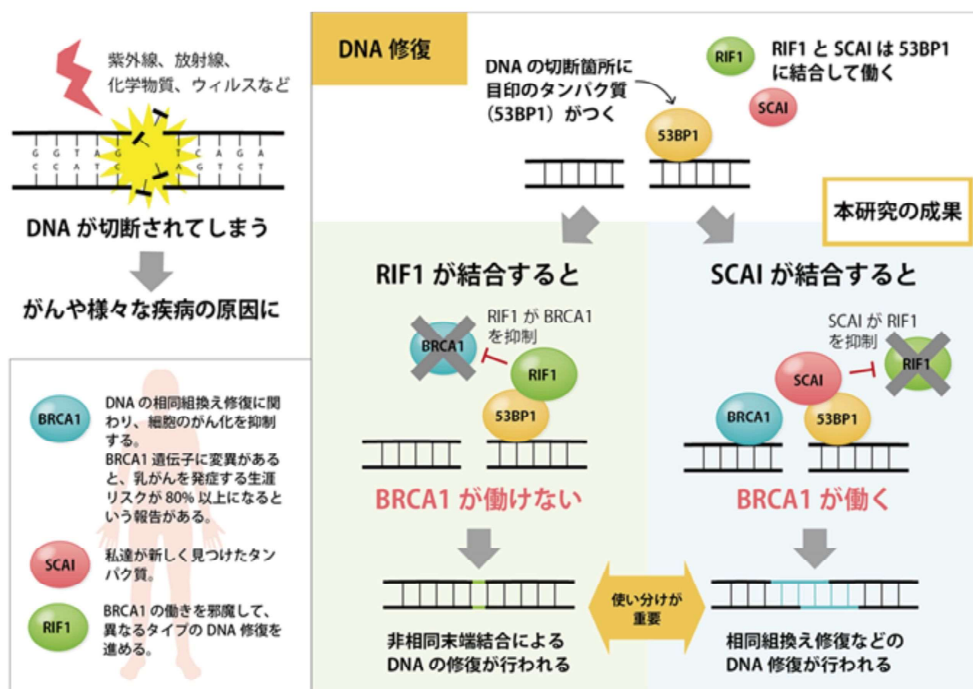 紫外線、放射線、
化学物質、ウィルスなど
G G T A G T C A G A
C C A T C A G T C T
DNA が切断されてしまう
がんや様々な疾病の原因に
BRCA1
DNA の相同組換え修復に関
わり、細胞のがん化を抑制
する。
BRCA1 遺伝子に変異がある
と、乳がんを発症する生涯
リスクが 80% 以上になると
いう報告がある。
SCAI
私達が新しく見つけたタン
パク質。
RIF1
BRCA1 の働きを邪魔して、
異なるタイプの DNA 修復を
進める。
DNA 修復
DNA の切断箇所に
目印のタンパク質
（53BP1）がつく
53BP1
RIF1
SCAI
RIF1 と SCAI は 53BP1
に結合して働く
本研究の成果
RIF1 が結合すると
RIF1 が BRCA1
を抑制
BRCA1
RIF1
53BP1
BRCA1 が働けない
非相同末端結合による
DNA の修復が行われる
使い分けが
重要
SCAI が結合すると
SCAI が RIF1
を抑制
RIF1
SCAI
BRCA1
53BP1
BRCA1 が働く
相同組換え修復などの
DNA 修復が行われる